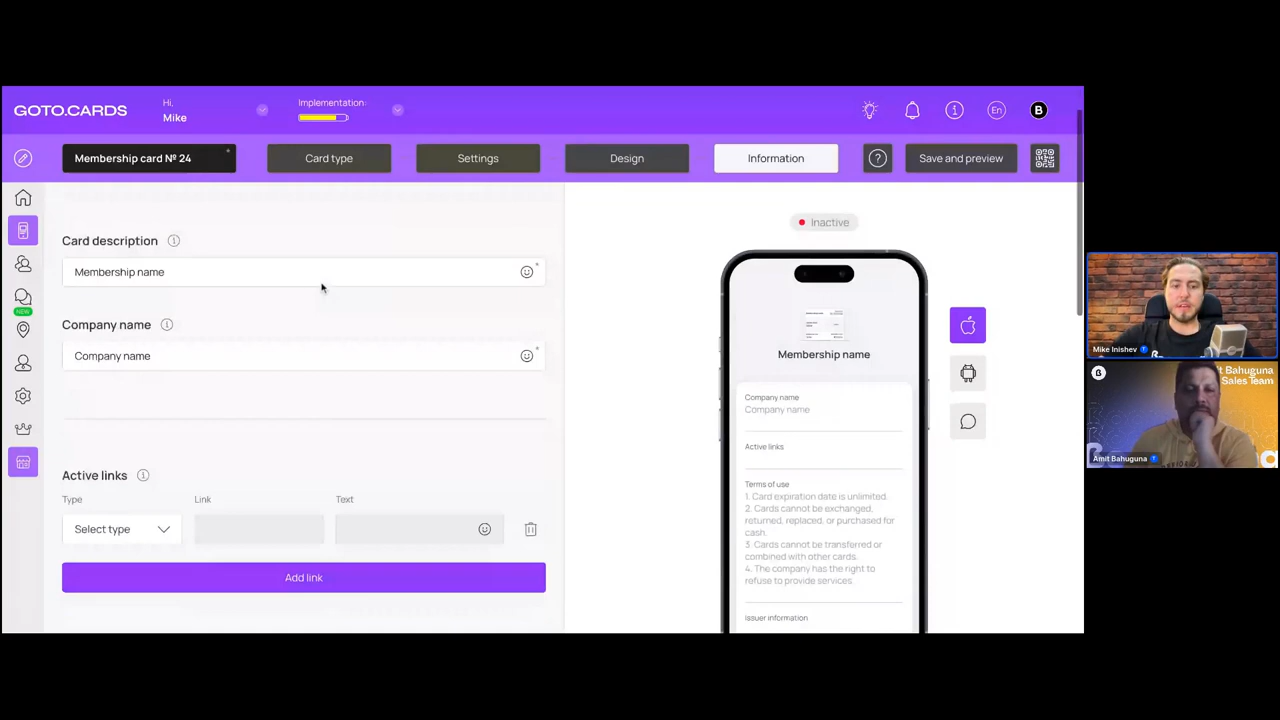 GOTO.CARDS
Hi,
Mike
Implementation:
En
B
Membership card № 24 *
Card type
Settings
Design
Information
?
Save and preview
NEW
Card description
Membership name
*
Company name
Company name
*
Active links
Type
Link
Text
Select type
Add link
Inactive
Membership name
Company name
Company name
Active links
Terms of use
1. Card expiration date is unlimited.
2. Cards cannot be exchanged,
returned, replaced, or purchased for
cash.
3. Cards cannot be transferred or
combined with other cards.
4. The company has the right to
refuse to provide services.
Issuer information
Mike Inishev
Bahuguna
Sales Team
Amit Bahuguna